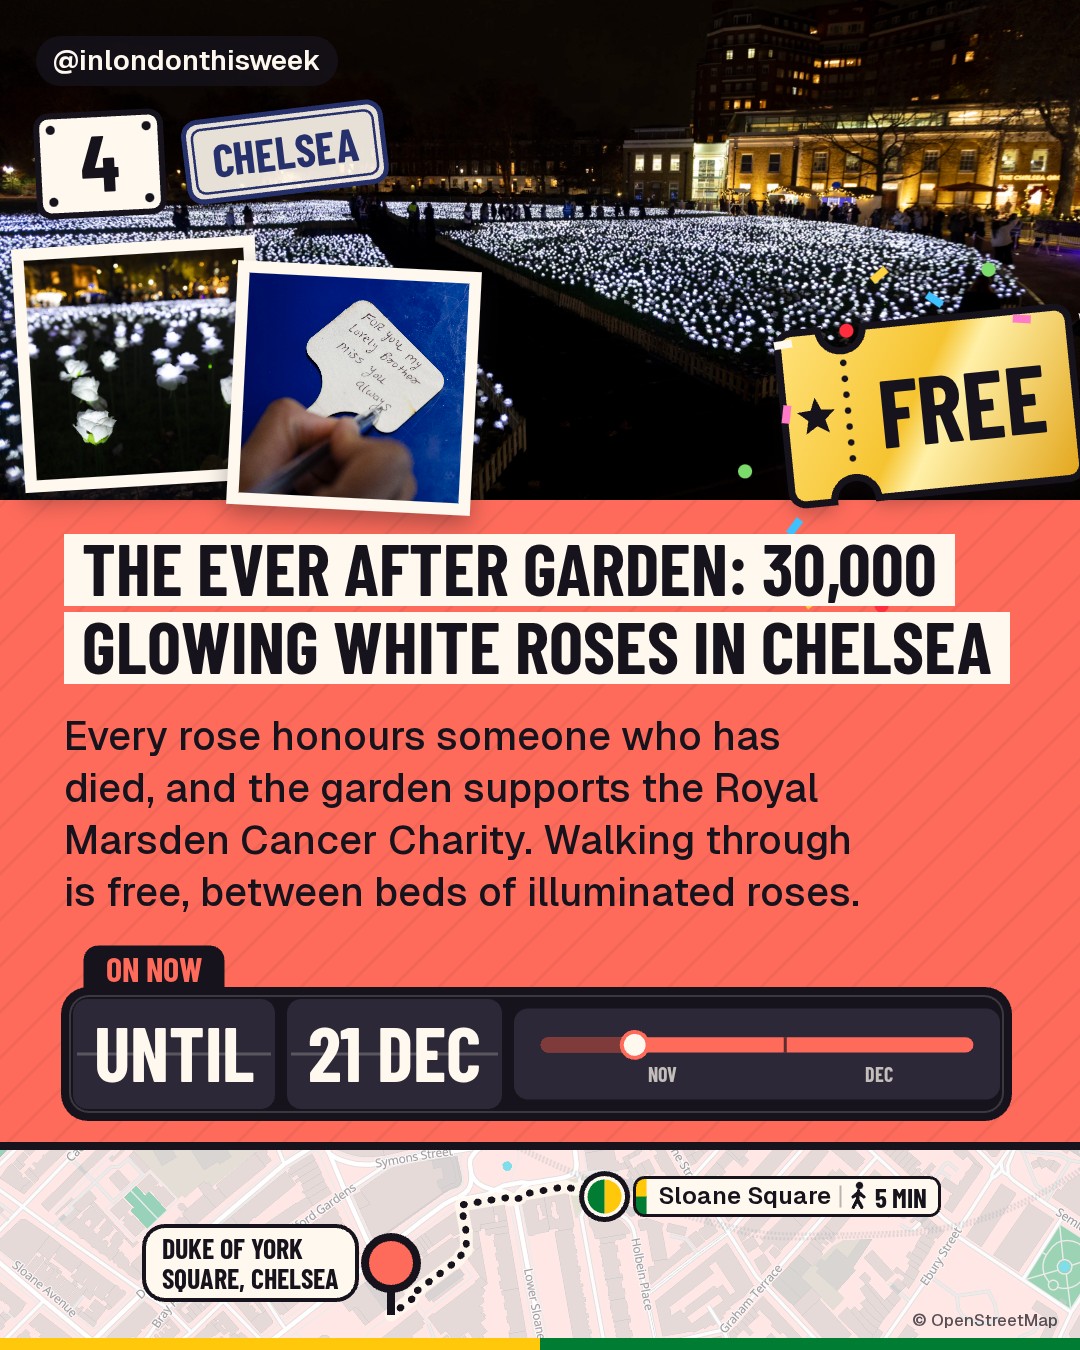 @inlondonthisweek
4
CHELSEA
For you, my
Lovely Brother
miss you
always
FREE
THE EVER AFTER GARDEN: 30,000
GLOWING WHITE ROSES IN CHELSEA
Every rose honours someone who has
died, and the garden supports the Royal
Marsden Cancer Charity. Walking through
is free, between beds of illuminated roses.
ON NOW
UNTIL
21 DEC
NOV
DEC
Symons Street
Sloane Square
5 MIN
DUKE OF YORK
SQUARE, CHELSEA
Sloane Avenue
Lower Sloane
Holbein Place
Graham Terrace
Ebury Street
© OpenStreetMap